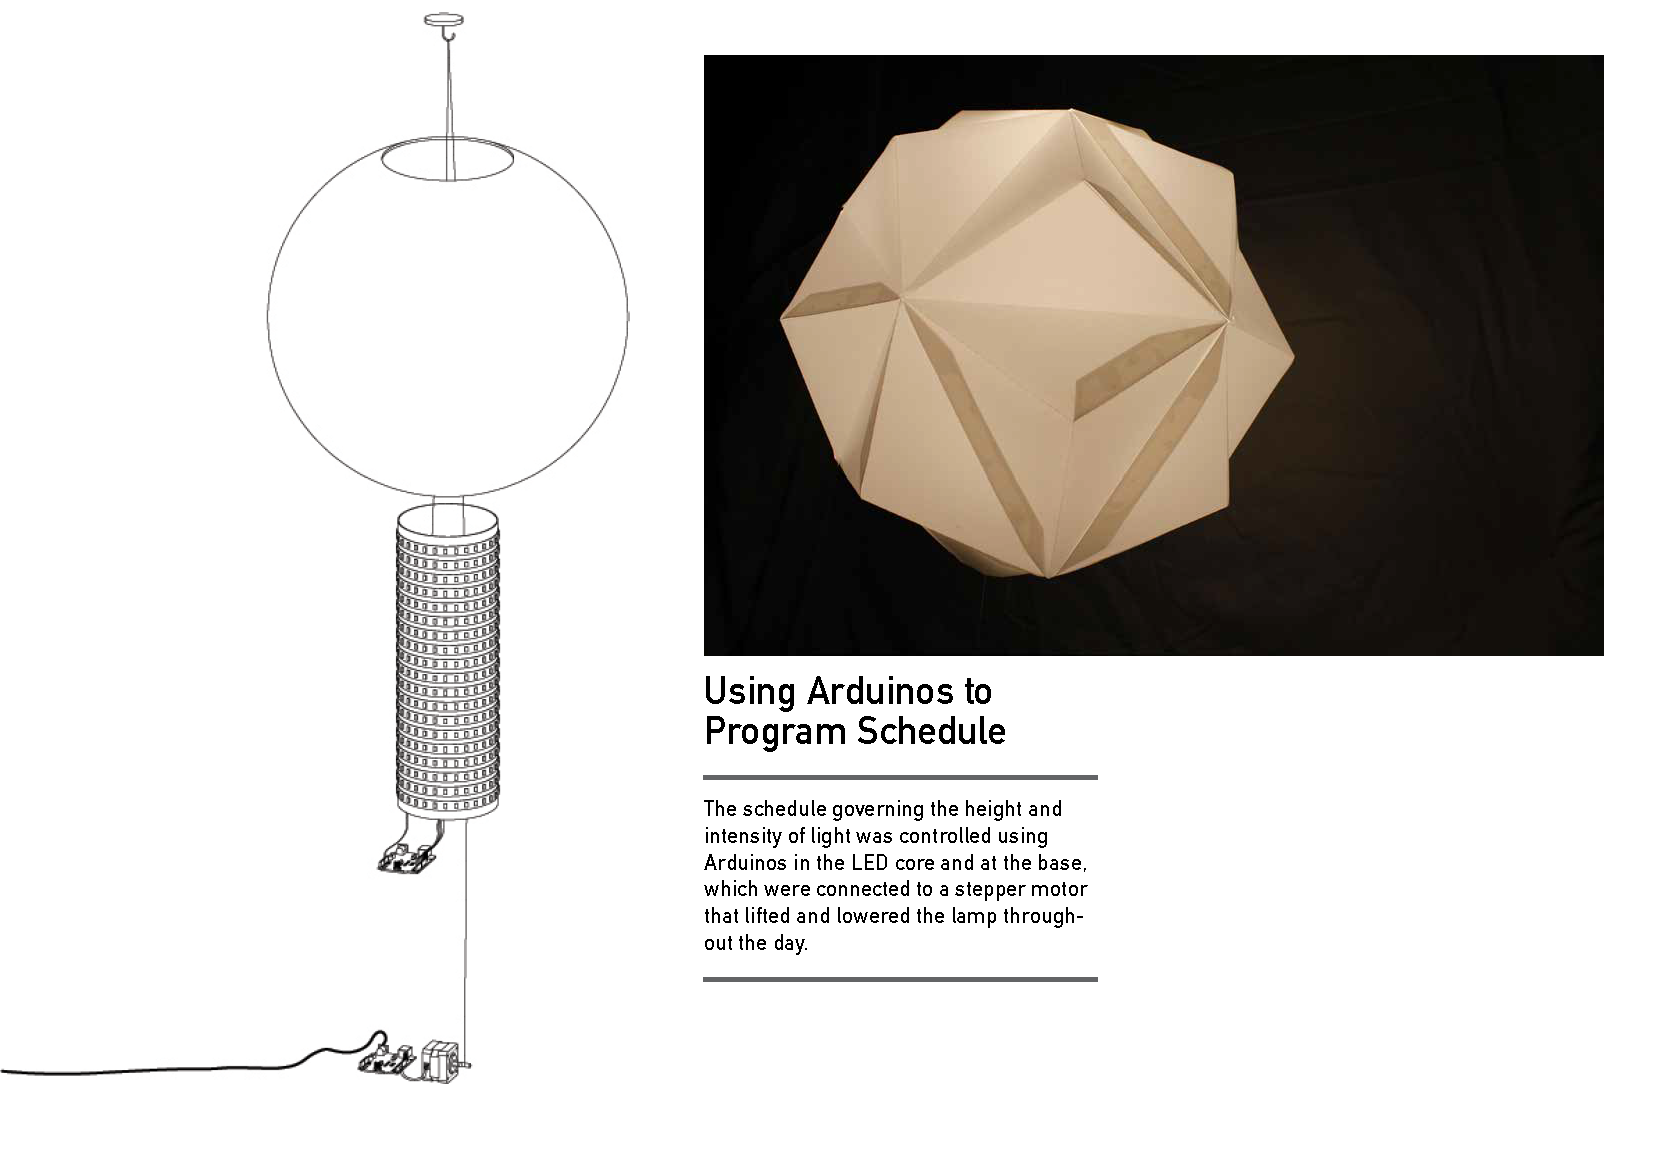 Using Arduinos to
Program Schedule
The schedule governing the height and
intensity of light was controlled using
Arduinos in the LED core and at the base,
which were connected to a stepper motor
that lifted and lowered the lamp through-
out the day.